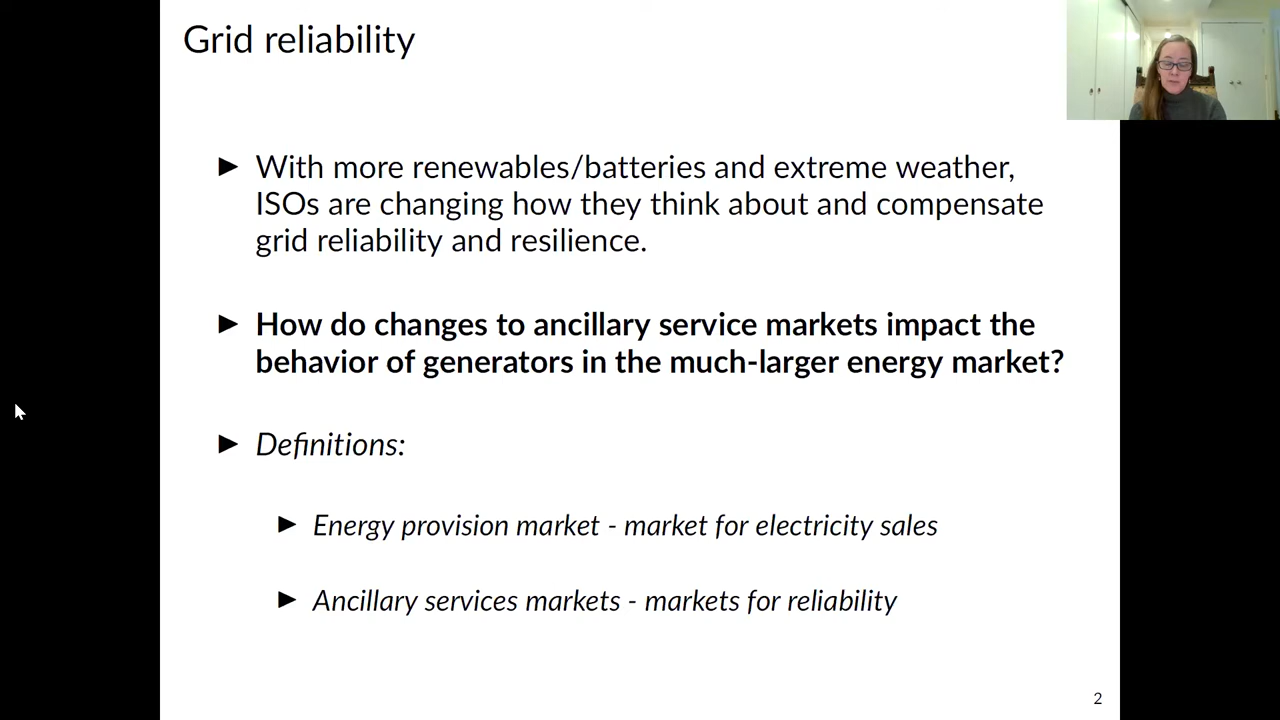 Grid reliability
With more renewables/batteries and extreme weather,
ISOs are changing how they think about and compensate
grid reliability and resilience.
How do changes to ancillary service markets impact the
behavior of generators in the much-larger energy market?
Definitions:
Energy provision market - market for electricity sales
Ancillary services markets - markets for reliability
2